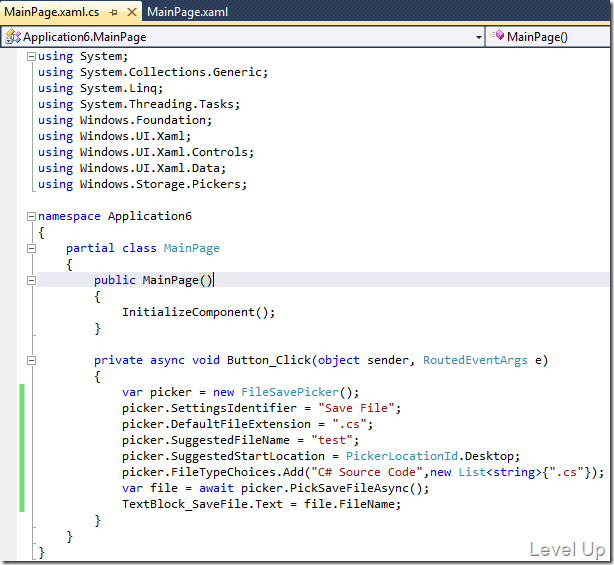 MainPage.xaml.cs MainPage.xaml
Application6.MainPage MainPage()
using System;
using System.Collections.Generic;
using System.Linq;
using System.Threading.Tasks;
using Windows.Foundation;
using Windows.UI.Xaml;
using Windows.UI.Xaml.Controls;
using Windows.UI.Xaml.Data;
using Windows.Storage.Pickers;
namespace Application6
{
partial class MainPage
{
public MainPage()
{
InitializeComponent();
}
private async void Button_Click(object sender, RoutedEventArgs e)
{
var picker = new FileSavePicker();
picker.SettingsIdentifier = "Save File";
picker.DefaultFileExtension = ".cs";
picker.SuggestedFileName = "test";
picker.SuggestedStartLocation = PickerLocationId.Desktop;
picker.FileTypeChoices.Add("C# Source Code",new List<string>{".cs"});
var file = await picker.PickSaveFileAsync();
TextBlock_SaveFile.Text = file.FileName;
}
}
}
Level Up